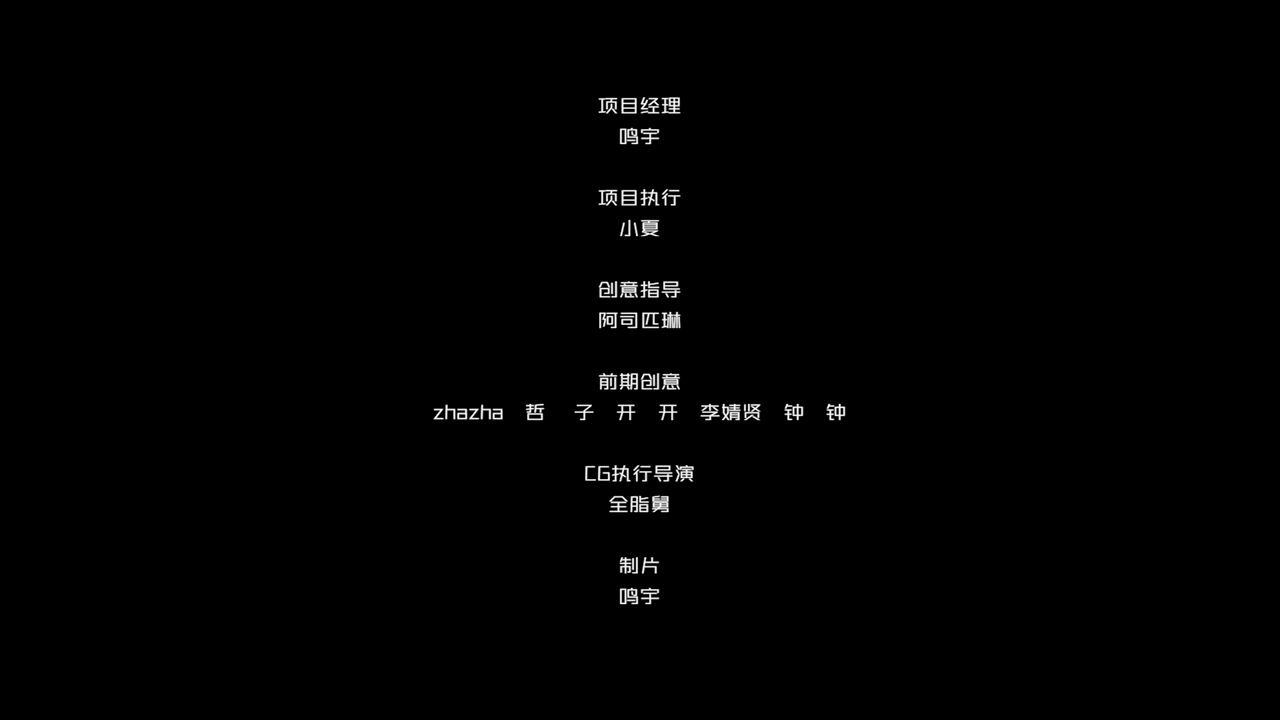 项目经理
鸣宇
项目执行
小夏
创意指导
阿司匹琳
前期创意
zhazha 哲 子 开 开 李婧贤 钟 钟
CG执行导演
全脂舅
制片
鸣宇